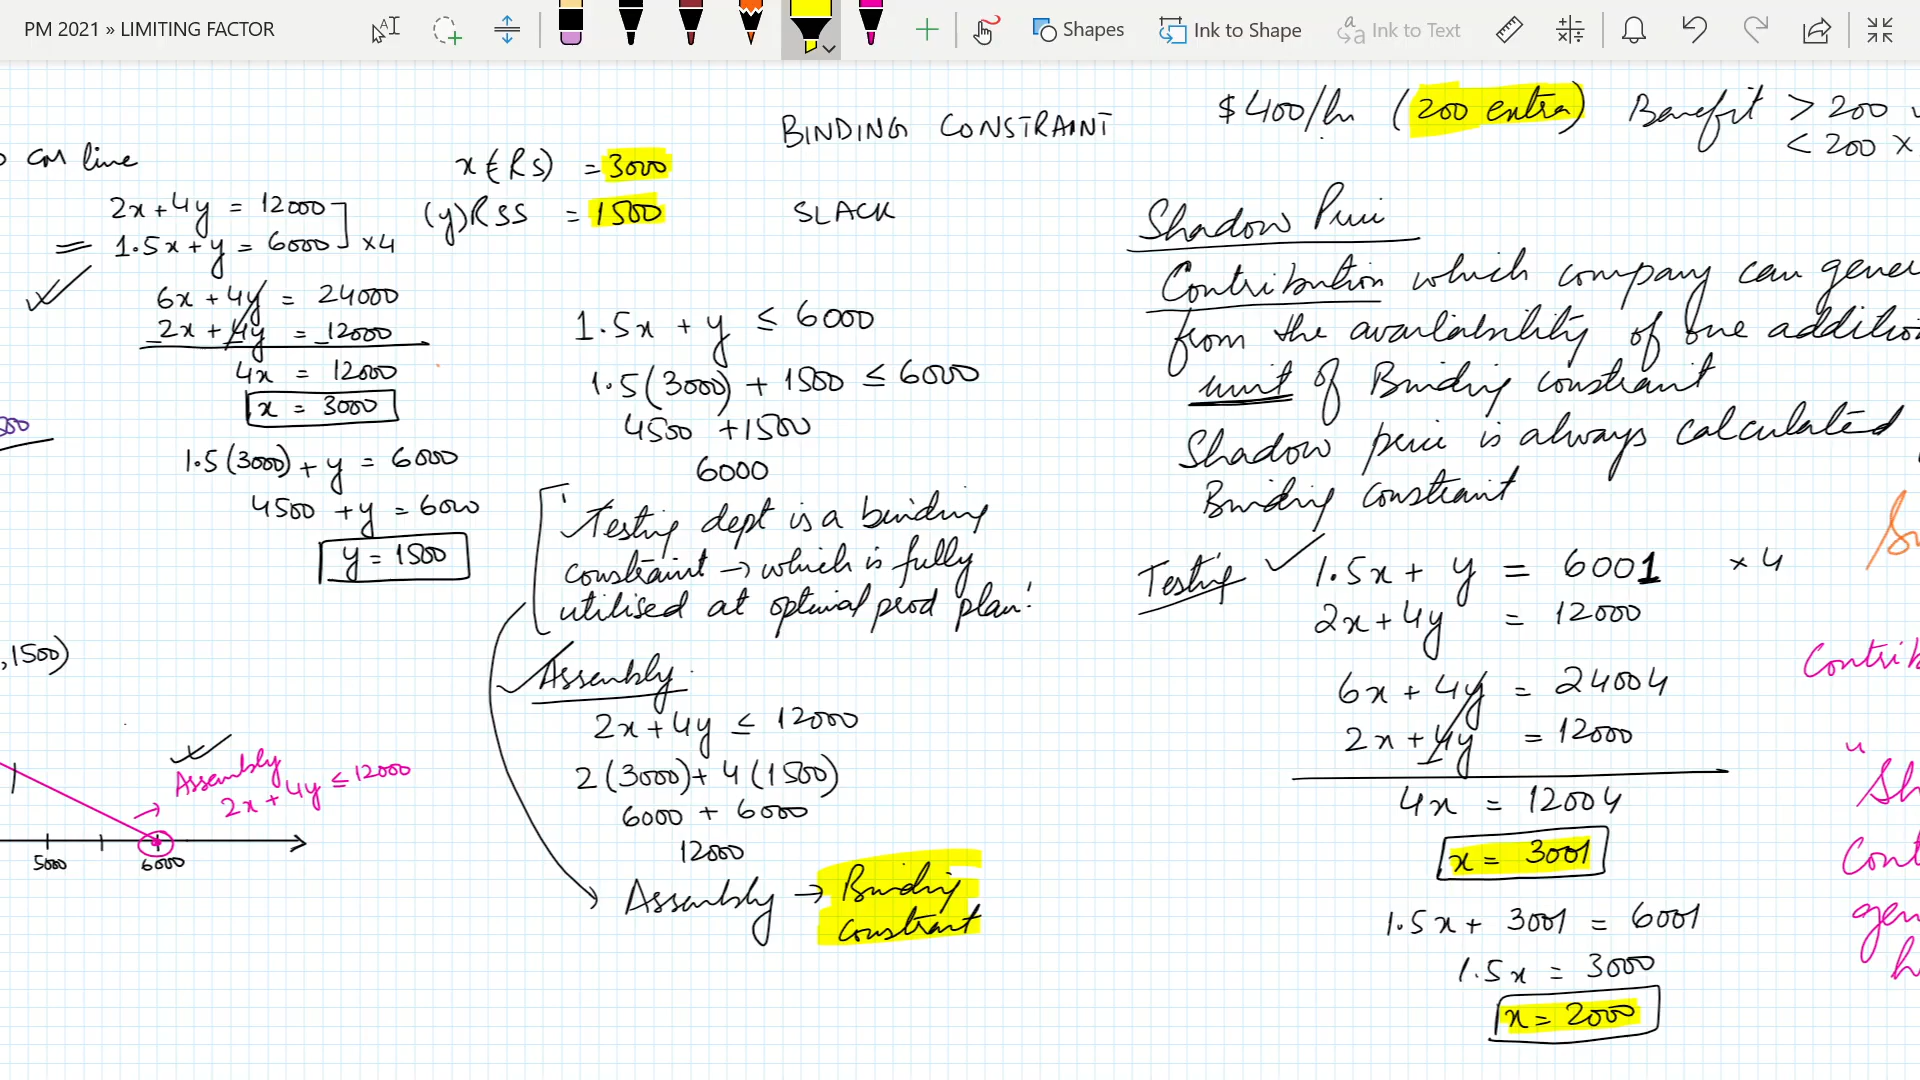 PM 2021 » LIMITING FACTOR
Shapes
Ink to Shape
Ink to Text
on line
2x + 4y = 12000
= 1.5x + y = 6000 ×4
6x + 4y = 24000
2x + 4y = 12000
4x = 12000
x = 3000
1.5(3000) + y = 6000
4500 + y = 6000
y = 1500
,1500)
Assembly
2x + 4y ≤ 12000
5000
6000
x (RS) = 3000
(y) RSS = 1500
BINDING CONSTRAINT
SLACK
1.5x + y ≤ 6000
1.5(3000) + 1500 ≤ 6000
4500 + 1500
6000
'Testing dept is a binding
constraint → which is fully
utilised at optimal prod plan'
Assembly
2x + 4y ≤ 12000
2(3000) + 4(1500)
6000 + 6000
12000
Assembly → Binding
constraint
$400/hr (200 extra) Benefit > 200
< 200 ×
Shadow Price
Contribution which company can gener
from the availability of one additio
unit of Binding constraint
Shadow price is always calculated
Binding constraint
Testing 1.5x + y = 6001 ×4
2x + 4y = 12000
6x + 4y = 24004
2x + 4y = 12000
4x = 12004
x = 3001
1.5x + 3001 = 6001
1.5x = 3000
x = 2000
Contrib
"
Sh
Cont
gen
h